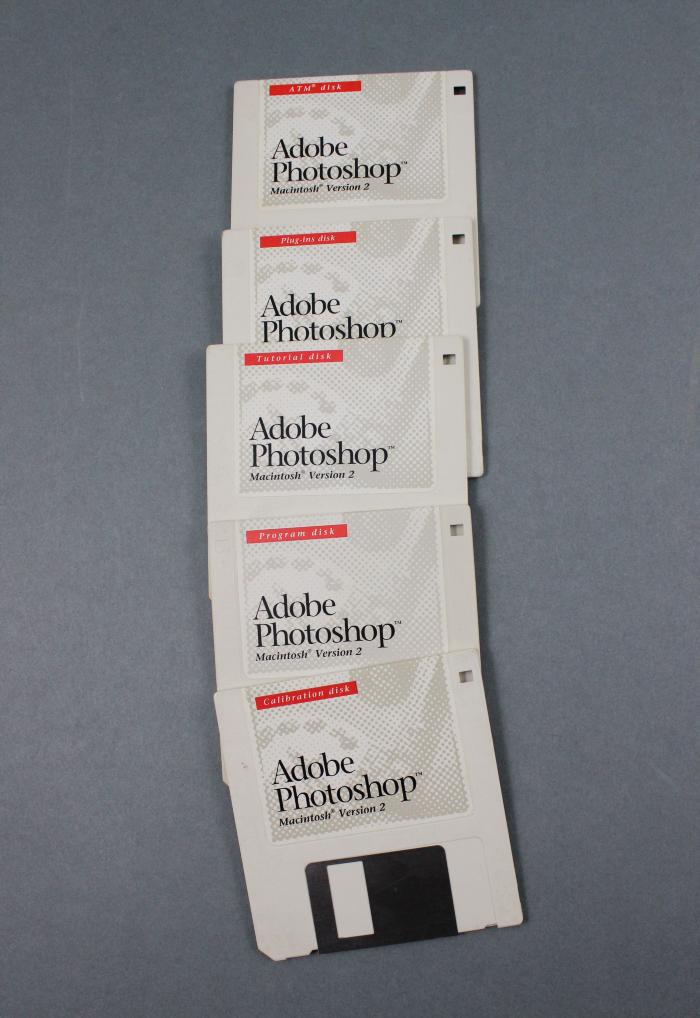 ATM® disk
Adobe
Photoshop™
Macintosh® Version 2
Plug-ins disk
Adobe
Photoshop™
Tutorial disk
Adobe
Photoshop™
Macintosh® Version 2
Program disk
Adobe
Photoshop™
Macintosh® Version 2
Calibration disk
Adobe
Photoshop™
Macintosh® Version 2